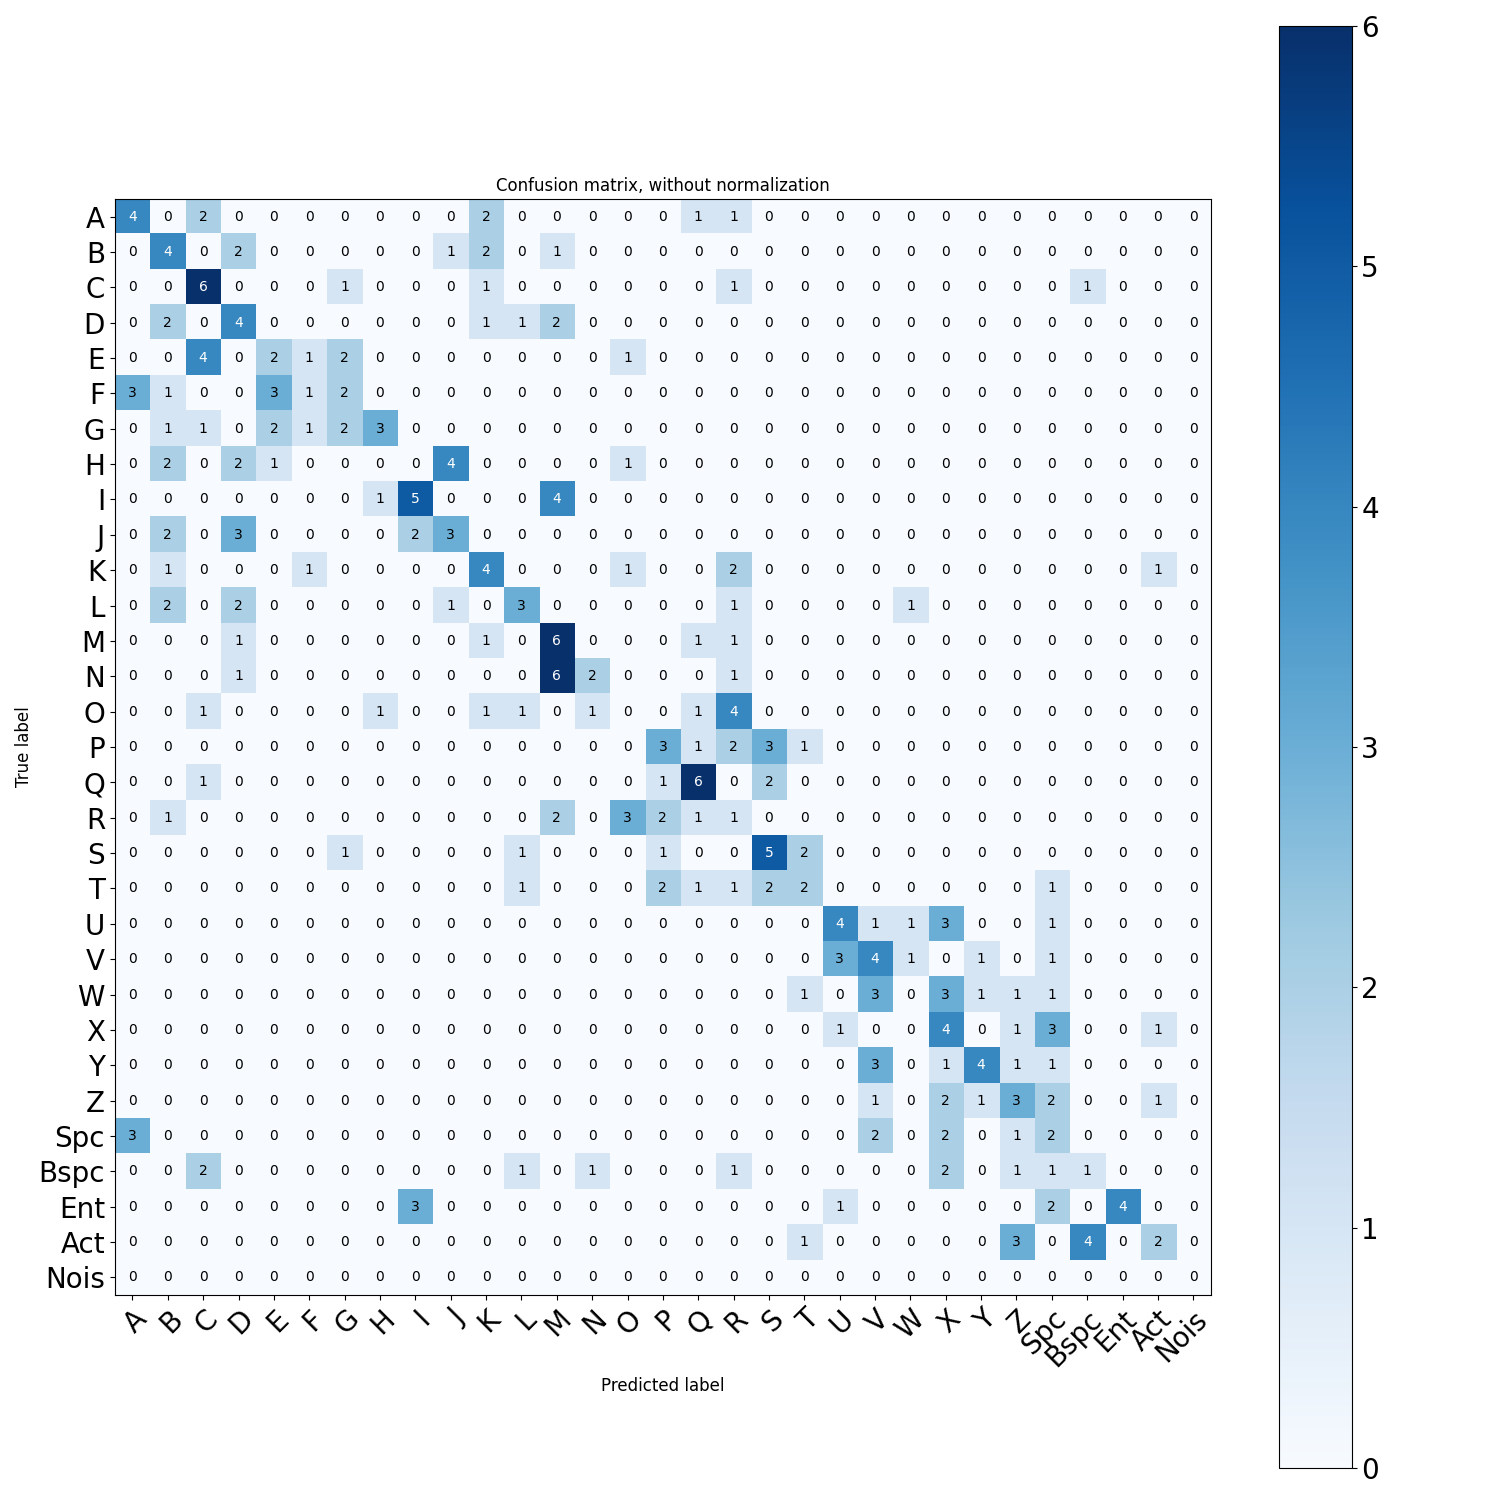 Confusion matrix, without normalization
A 4 0 2 0 0 0 0 0 0 0 2 0 0 0 0 0 1 1 0 0 0 0 0 0 0 0 0 0 0 0 0
B 0 4 0 2 0 0 0 0 0 1 2 0 1 0 0 0 0 0 0 0 0 0 0 0 0 0 0 0 0 0 0
C 0 0 6 0 0 0 1 0 0 0 1 0 0 0 0 0 0 1 0 0 0 0 0 0 0 0 0 1 0 0 0
D 0 2 0 4 0 0 0 0 0 0 1 1 2 0 0 0 0 0 0 0 0 0 0 0 0 0 0 0 0 0 0
E 0 0 4 0 2 1 2 0 0 0 0 0 0 0 1 0 0 0 0 0 0 0 0 0 0 0 0 0 0 0 0
F 3 1 0 0 3 1 2 0 0 0 0 0 0 0 0 0 0 0 0 0 0 0 0 0 0 0 0 0 0 0 0
G 0 1 1 0 2 1 2 3 0 0 0 0 0 0 0 0 0 0 0 0 0 0 0 0 0 0 0 0 0 0 0
H 0 2 0 2 1 0 0 0 0 4 0 0 0 0 1 0 0 0 0 0 0 0 0 0 0 0 0 0 0 0 0
I 0 0 0 0 0 0 0 1 5 0 0 0 4 0 0 0 0 0 0 0 0 0 0 0 0 0 0 0 0 0 0
J 0 2 0 3 0 0 0 0 2 3 0 0 0 0 0 0 0 0 0 0 0 0 0 0 0 0 0 0 0 0 0
K 0 1 0 0 0 1 0 0 0 0 4 0 0 0 1 0 0 2 0 0 0 0 0 0 0 0 0 0 0 1 0
L 0 2 0 2 0 0 0 0 0 1 0 3 0 0 0 0 0 1 0 0 0 0 1 0 0 0 0 0 0 0 0
M 0 0 0 1 0 0 0 0 0 0 1 0 6 0 0 0 1 1 0 0 0 0 0 0 0 0 0 0 0 0 0
N 0 0 0 1 0 0 0 0 0 0 0 0 6 2 0 0 0 1 0 0 0 0 0 0 0 0 0 0 0 0 0
O 0 0 1 0 0 0 0 1 0 0 1 1 0 1 0 0 1 4 0 0 0 0 0 0 0 0 0 0 0 0 0
P 0 0 0 0 0 0 0 0 0 0 0 0 0 0 0 3 1 2 3 1 0 0 0 0 0 0 0 0 0 0 0
Q 0 0 1 0 0 0 0 0 0 0 0 0 0 0 0 1 6 0 2 0 0 0 0 0 0 0 0 0 0 0 0
R 0 1 0 0 0 0 0 0 0 0 0 0 2 0 3 2 1 1 0 0 0 0 0 0 0 0 0 0 0 0 0
S 0 0 0 0 0 0 1 0 0 0 0 1 0 0 0 1 0 0 5 2 0 0 0 0 0 0 0 0 0 0 0
T 0 0 0 0 0 0 0 0 0 0 0 1 0 0 0 2 1 1 2 2 0 0 0 0 0 0 1 0 0 0 0
U 0 0 0 0 0 0 0 0 0 0 0 0 0 0 0 0 0 0 0 0 4 1 1 3 0 0 1 0 0 0 0
V 0 0 0 0 0 0 0 0 0 0 0 0 0 0 0 0 0 0 0 0 3 4 1 0 1 0 1 0 0 0 0
W 0 0 0 0 0 0 0 0 0 0 0 0 0 0 0 0 0 0 0 1 0 3 0 3 1 1 1 0 0 0 0
X 0 0 0 0 0 0 0 0 0 0 0 0 0 0 0 0 0 0 0 0 1 0 0 4 0 1 3 0 0 1 0
Y 0 0 0 0 0 0 0 0 0 0 0 0 0 0 0 0 0 0 0 0 0 3 0 1 4 1 1 0 0 0 0
Z 0 0 0 0 0 0 0 0 0 0 0 0 0 0 0 0 0 0 0 0 0 1 0 2 1 3 2 0 0 1 0
Spc 3 0 0 0 0 0 0 0 0 0 0 0 0 0 0 0 0 0 0 0 0 2 0 2 0 1 2 0 0 0 0
Bspc 0 0 2 0 0 0 0 0 0 0 0 1 0 1 0 0 0 1 0 0 0 0 0 2 0 1 1 1 0 0 0
Ent 0 0 0 0 0 0 0 0 3 0 0 0 0 0 0 0 0 0 0 0 1 0 0 0 0 0 2 0 4 0 0
Act 0 0 0 0 0 0 0 0 0 0 0 0 0 0 0 0 0 0 0 1 0 0 0 0 0 3 0 4 0 2 0
Nois 0 0 0 0 0 0 0 0 0 0 0 0 0 0 0 0 0 0 0 0 0 0 0 0 0 0 0 0 0 0 0
A B C D E F G H I J K L M N O P Q R S T U V W X Y Z Spc Bspc Ent Act Nois
True label
Predicted label
6
5
4
3
2
1
0